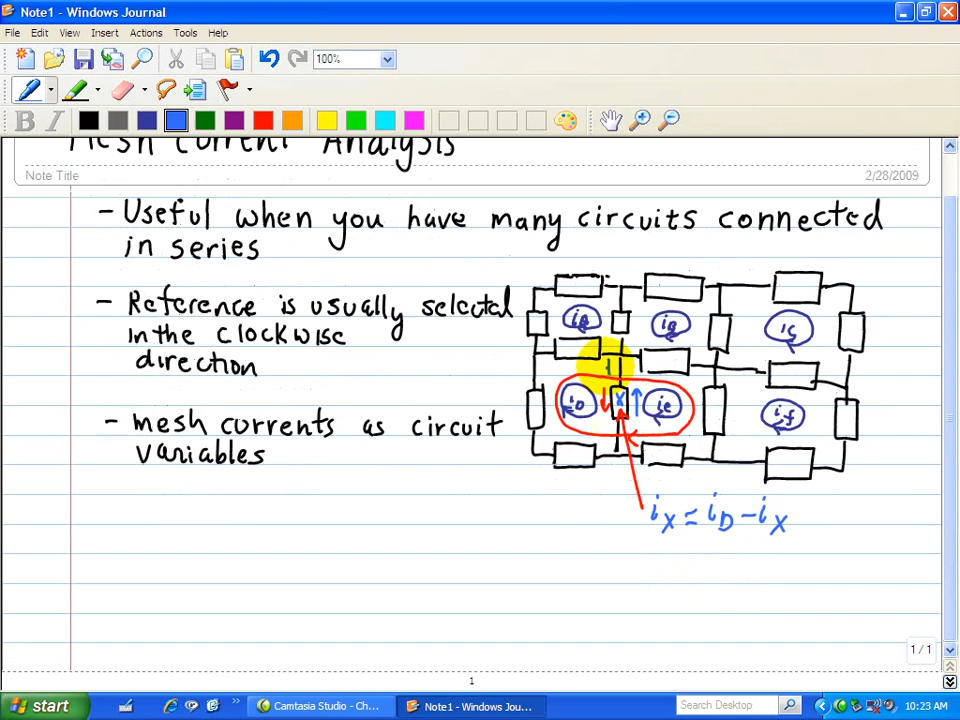 Note1 - Windows Journal
File Edit View Insert Actions Tools Help
100%
B I
Mesh Current Analysis
Note Title
2/28/2009
- Useful when you have many circuits connected
in series
- Reference is usually selected
in the clockwise
direction
- mesh currents as circuit
variables
iA iB iC
iD X ie if
iX = iD - iX
1 / 1
1
start
Camtasia Studio - Ch...
Note1 - Windows Jou...
Search Desktop
10:23 AM